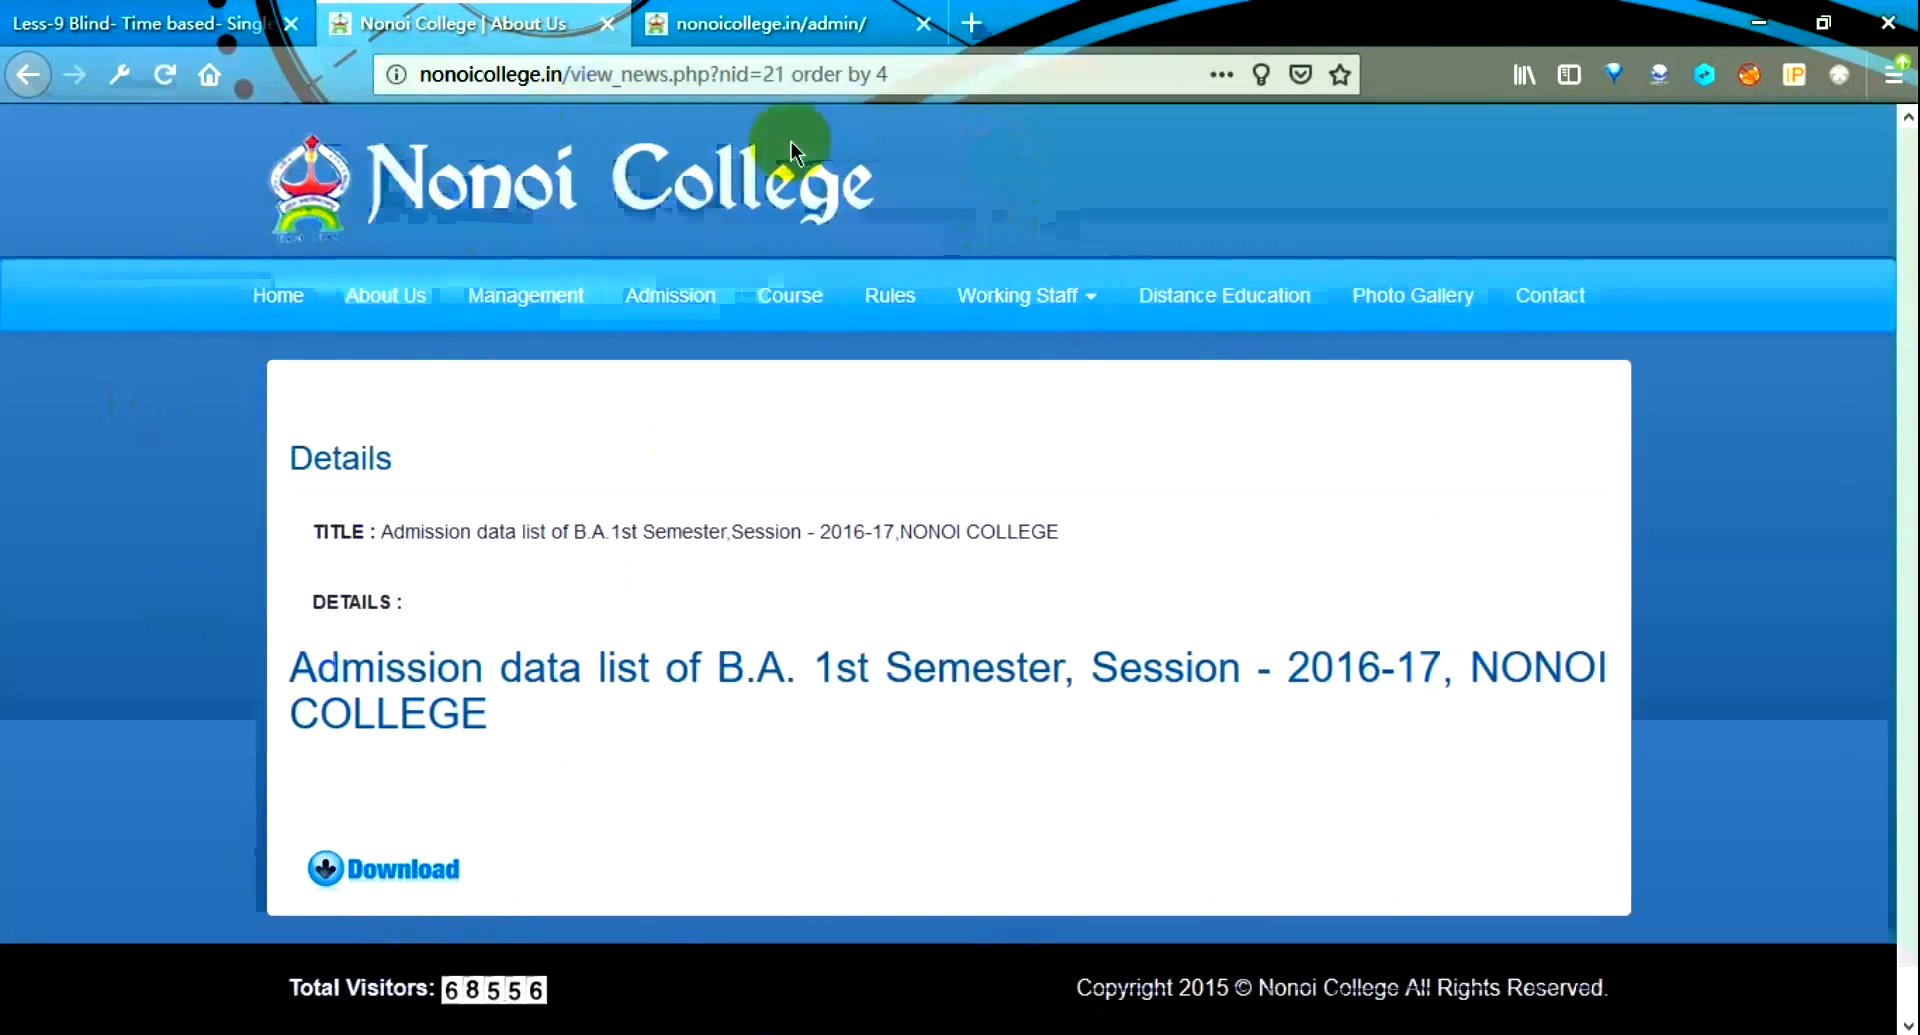 Less-9 Blind- Time based- Singl
Nonoi College | About Us
nonoicollege.in/admin/
nonoicollege.in/view_news.php?nid=21 order by 4
IP
Nonoi College
Home About Us Management Admission Course Rules Working Staff Distance Education Photo Gallery Contact
Details
TITLE : Admission data list of B.A.1st Semester,Session - 2016-17,NONOI COLLEGE
DETAILS :
Admission data list of B.A. 1st Semester, Session - 2016-17, NONOI
COLLEGE
Download
Total Visitors: 68556
Copyright 2015 © Nonoi College All Rights Reserved.